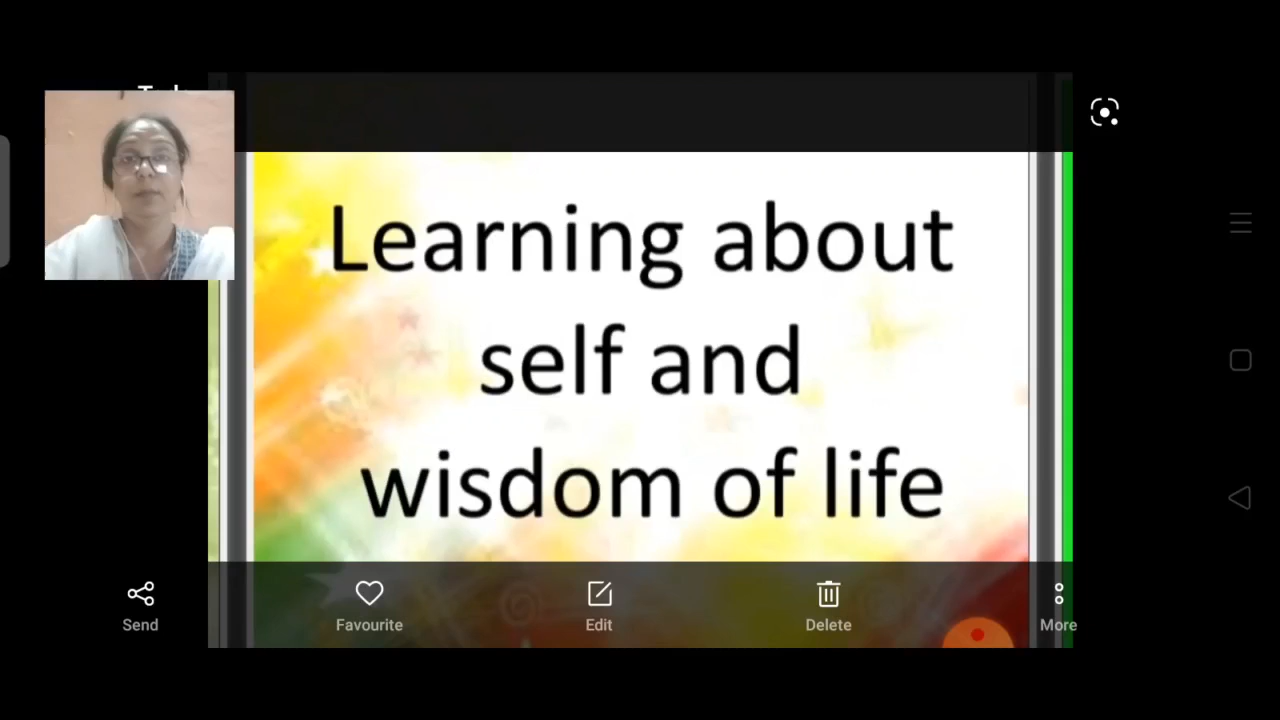 Learning about
self and
wisdom of life
Send
Favourite
Edit
Delete
More